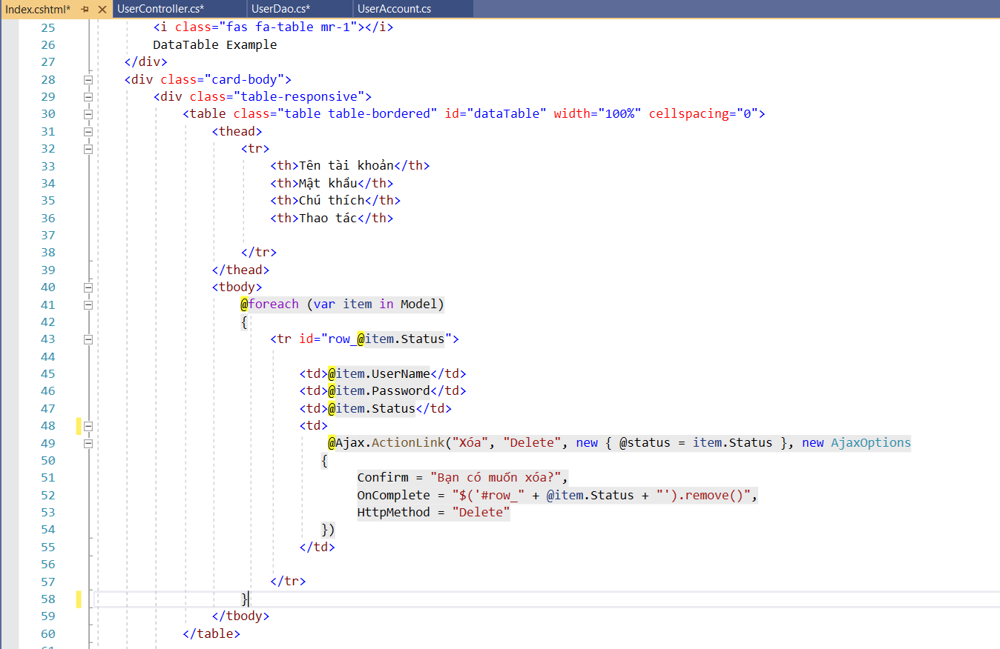 Index.cshtml* UserController.cs* UserDao.cs* UserAccount.cs
25 <i class="fas fa-table mr-1"></i>
26 DataTable Example
27 </div>
28 <div class="card-body">
29 <div class="table-responsive">
30 <table class="table table-bordered" id="dataTable" width="100%" cellspacing="0">
31 <thead>
32 <tr>
33 <th>Tên tài khoản</th>
34 <th>Mật khẩu</th>
35 <th>Chú thích</th>
36 <th>Thao tác</th>
37
38 </tr>
39 </thead>
40 <tbody>
41 @foreach (var item in Model)
42 {
43 <tr id="row_@item.Status">
44
45 <td>@item.UserName</td>
46 <td>@item.Password</td>
47 <td>@item.Status</td>
48 <td>
49 @Ajax.ActionLink("Xóa", "Delete", new { @status = item.Status }, new AjaxOptions
50 {
51 Confirm = "Bạn có muốn xóa?",
52 OnComplete = "$('#row_" + @item.Status + "').remove()",
53 HttpMethod = "Delete"
54 })
55 </td>
56
57 </tr>
58 }
59 </tbody>
60 </table>
61